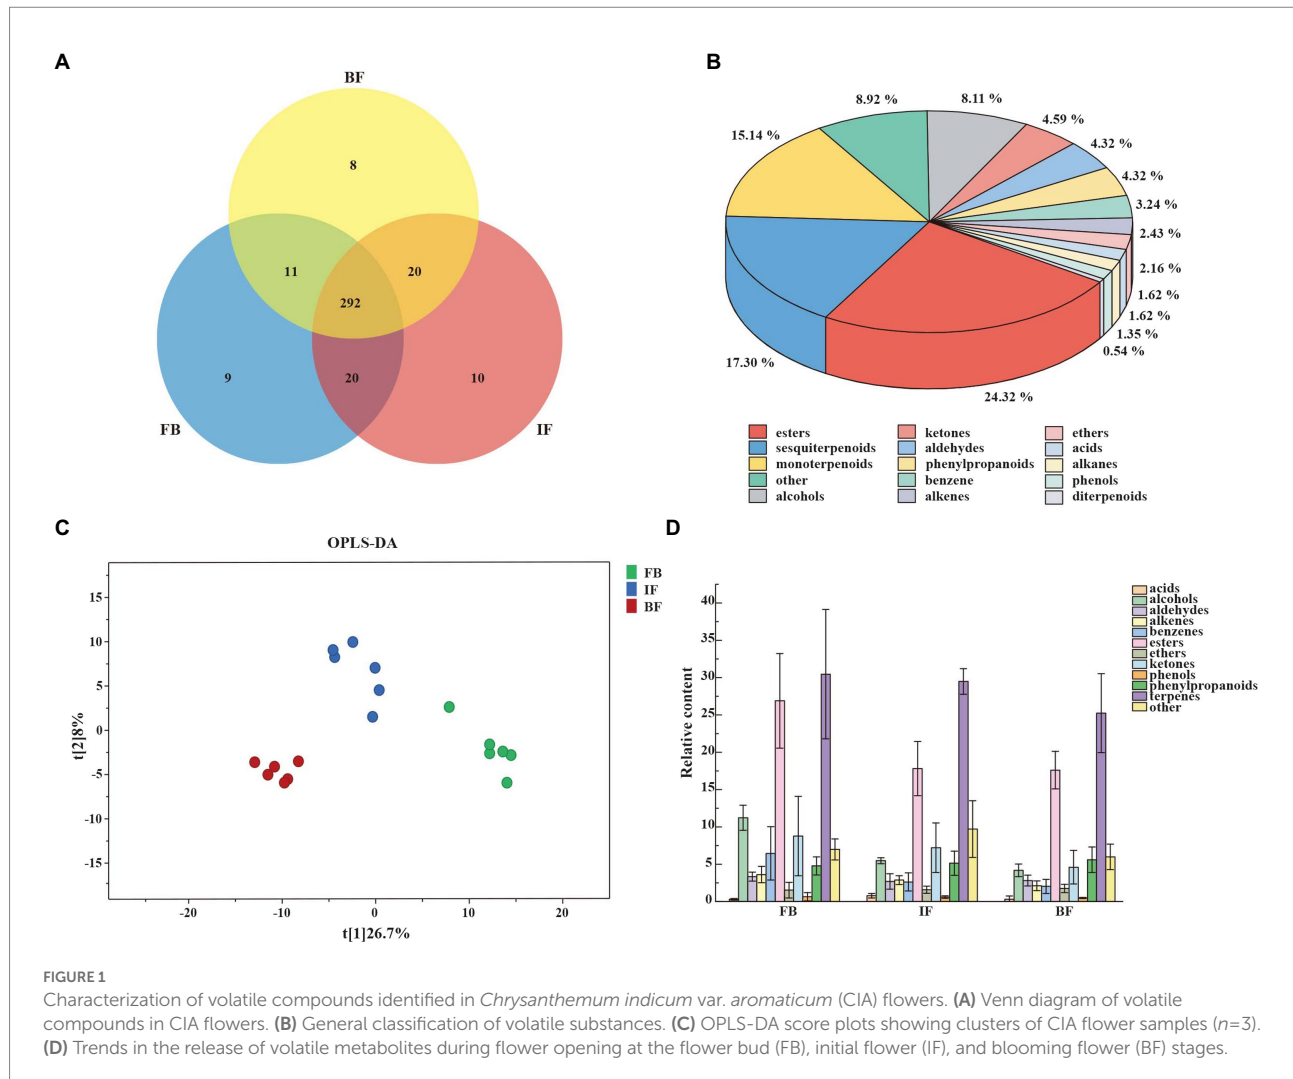 A
BF
8
11
20
292
9
20
10
FB
IF
B
8.92 %
8.11 %
4.59 %
15.14 %
4.32 %
4.32 %
3.24 %
2.43 %
2.16 %
1.62 %
1.62 %
1.35 %
0.54 %
17.30 %
24.32 %
esters
sesquiterpenoids
monoterpenoids
other
alcohols
ketones
aldehydes
phenylpropanoids
benzene
alkenes
ethers
acids
alkanes
phenols
diterpenoids
C
OPLS-DA
FB
IF
BF
15
10
5
0
-5
-10
-15
t[2]8%
-20
-10
0
10
20
t[1]26.7%
D
40
35
30
25
20
15
10
5
0
Relative content
FB
IF
BF
acids
alcohols
aldehydes
alkenes
benzenes
esters
ethers
ketones
phenols
phenylpropanoids
terpenes
other
FIGURE 1
Characterization of volatile compounds identified in Chrysanthemum indicum var. aromaticum (CIA) flowers. (A) Venn diagram of volatile
compounds in CIA flowers. (B) General classification of volatile substances. (C) OPLS-DA score plots showing clusters of CIA flower samples (n=3).
(D) Trends in the release of volatile metabolites during flower opening at the flower bud (FB), initial flower (IF), and blooming flower (BF) stages.